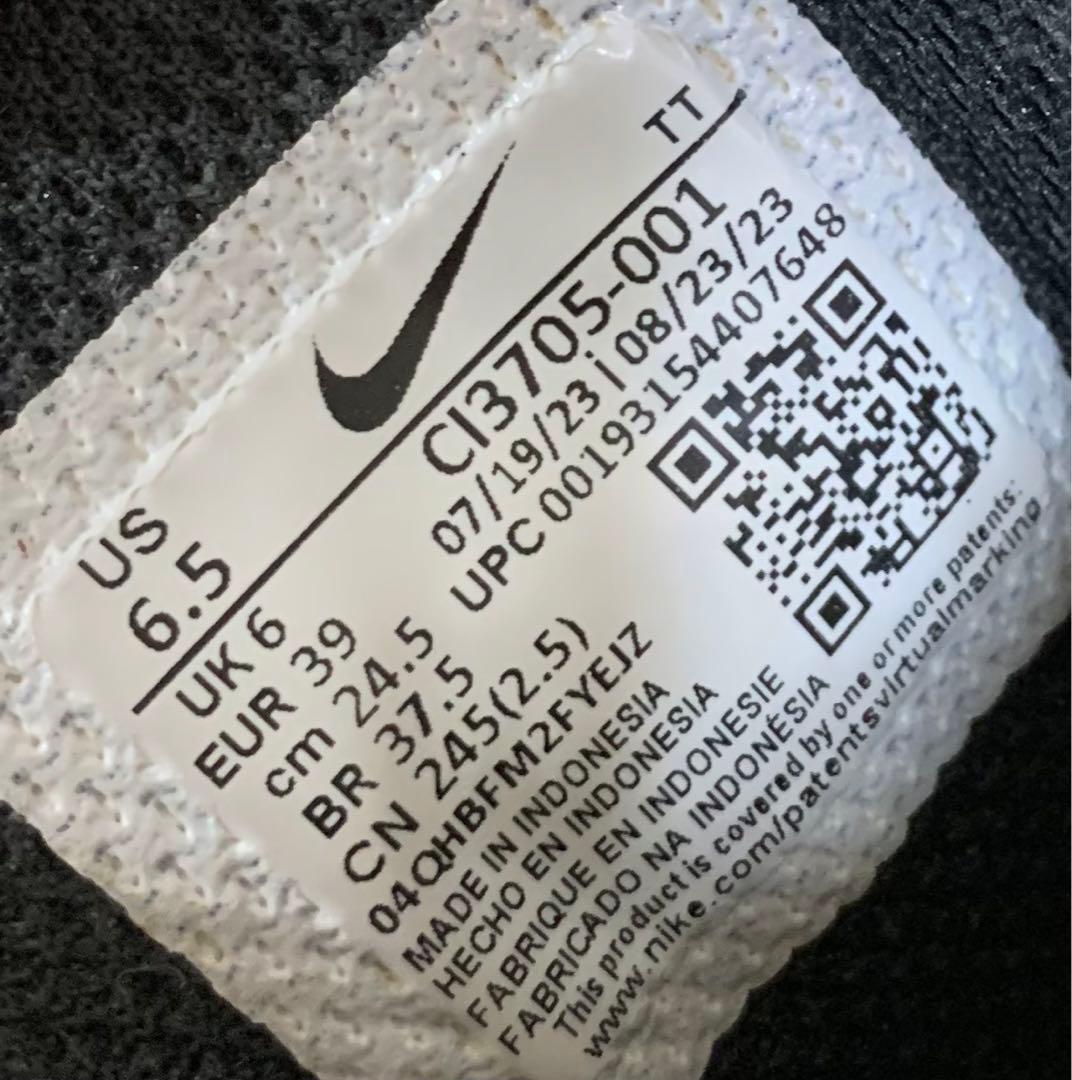 TT
US
6.5
CI3705-001
07/19/23 | 08/23/23
UPC 00193154407648
UK 6
EUR 39
cm 24.5
BR 37.5
CN 245(2.5)
04QHBFM2FYEJZ
MADE IN INDONESIA
HECHO EN INDONESIA
FABRIQUE EN INDONESIE
FABRICADO NA INDONÉSIA
This product is covered by one or more patents:
www.nike.com/patentsvirtualmarking